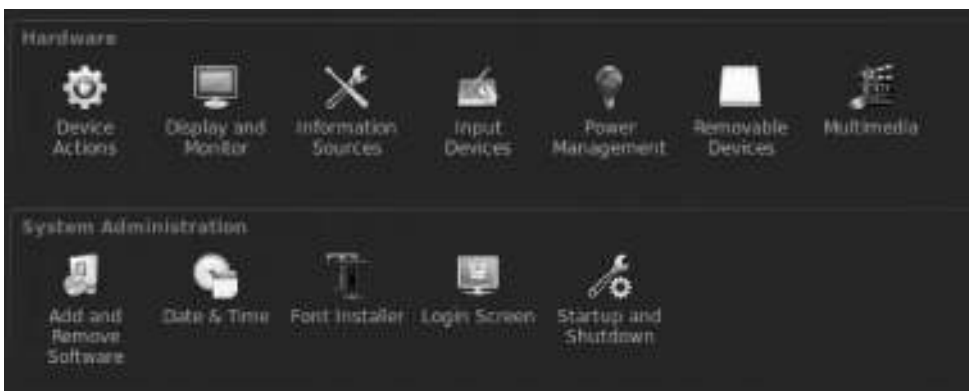 Hardware
Device Actions
Display and Monitor
Information Sources
Input Devices
Power Management
Removable Devices
Multimedia
System Administration
Add and Remove Software
Date & Time
Font Installer
Login Screen
Startup and Shutdown